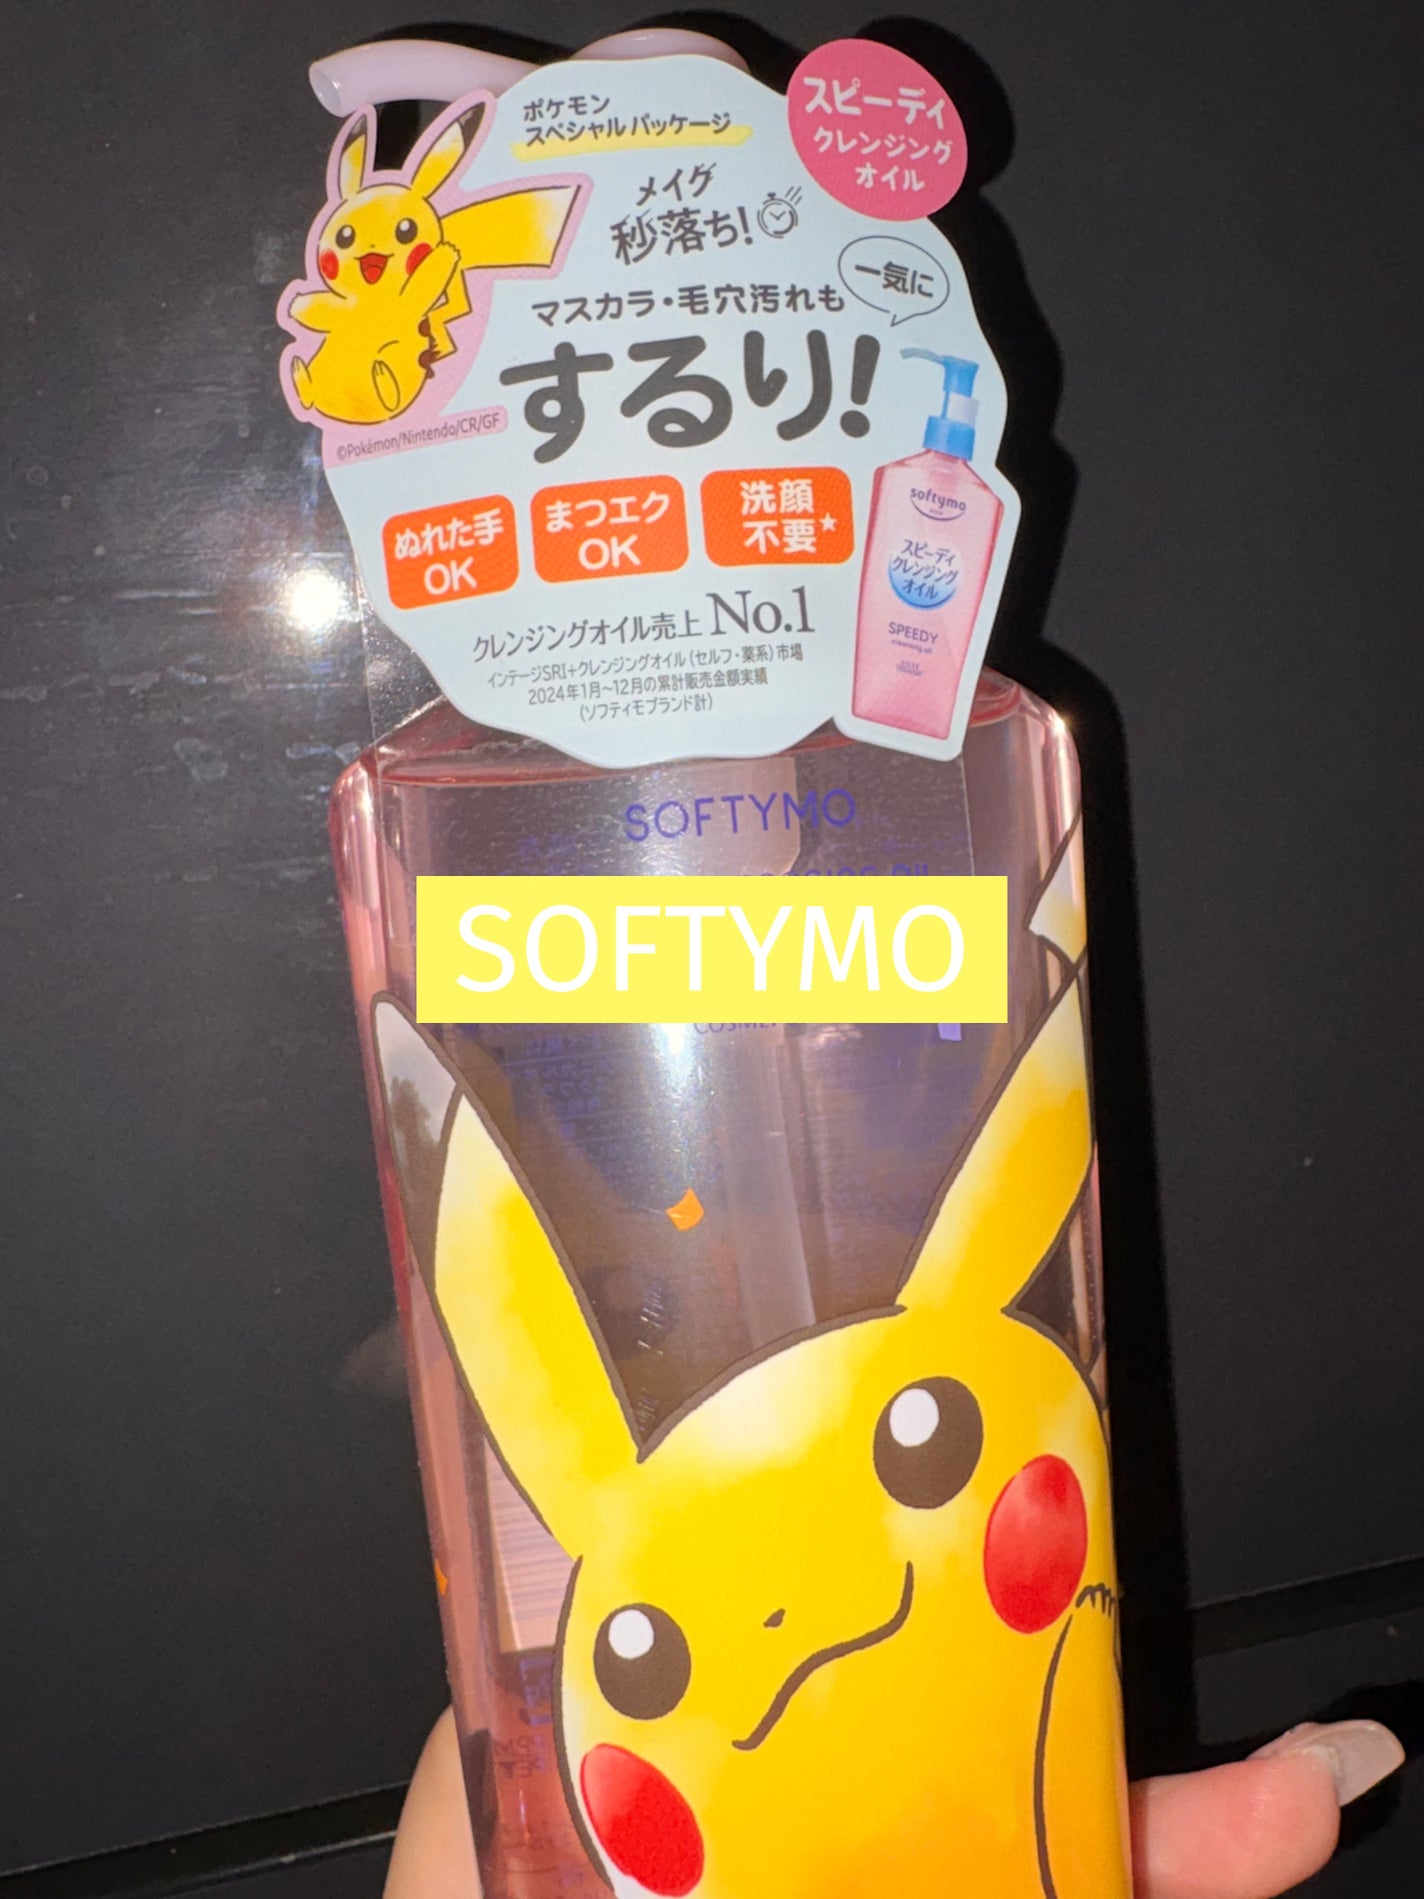 ポケモン
スペシャルパッケージ
スピーディ
クレンジング
オイル
メイク
秒落ち!
一気に
マスカラ・毛穴汚れも
するり!
©Pokémon/Nintendo/CR/GF
ぬれた手
OK
まつエク
OK
洗顔
不要★
softymo
スピーディ
クレンジング
オイル
SPEEDY
cleansing oil
クレンジングオイル売上 No.1
インテージSRI+クレンジングオイル(セルフ・薬系)市場
2024年1月~12月の累計販売金額実績
(ソフティモブランド計)
SOFTYMO
SOFTYMO